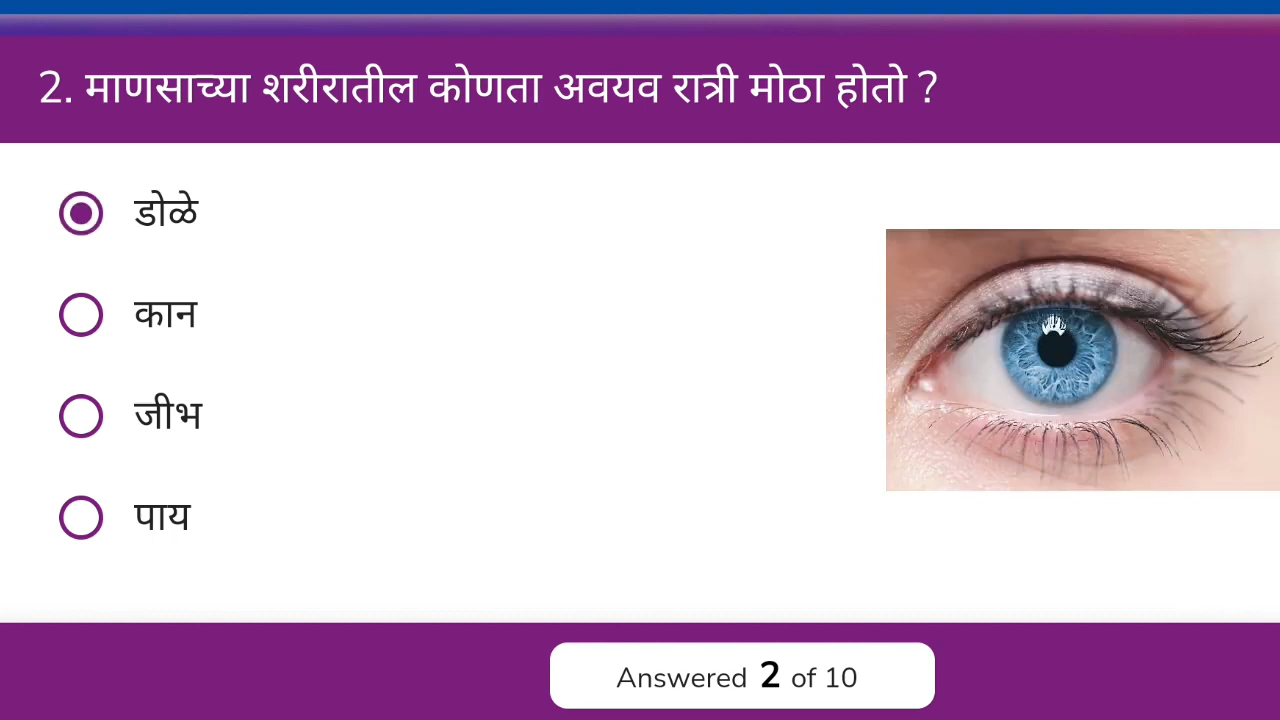 2. माणसाच्या शरीरातील कोणता अवयव रात्री मोठा होतो ?
डोळे
कान
जीभ
पाय
Answered 2 of 10